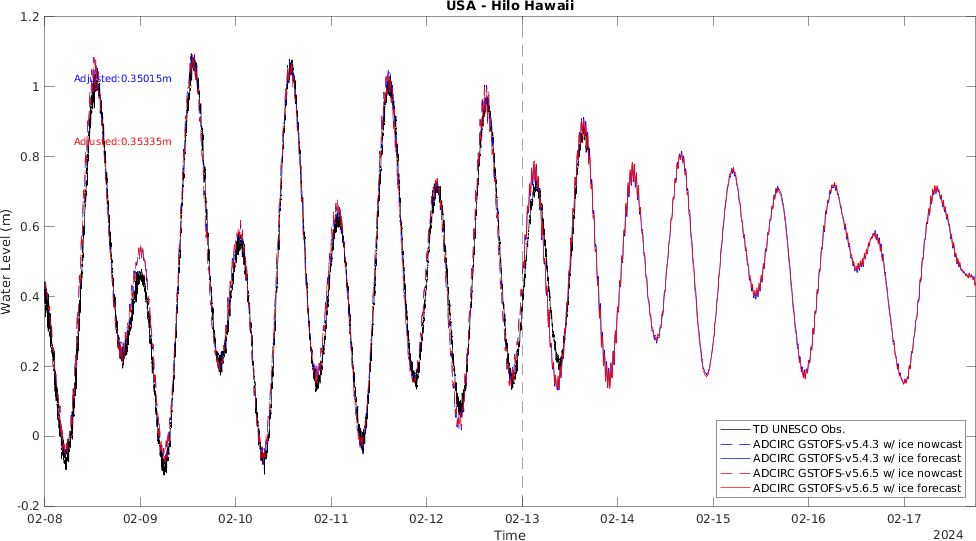 USA - Hilo Hawaii
1.2
1
0.8
0.6
0.4
0.2
0
-0.2
Water Level (m)
Adjusted:0.35015m
Adjusted:0.35335m
TD UNESCO Obs.
ADCIRC GSTOFS-v5.4.3 w/ ice nowcast
ADCIRC GSTOFS-v5.4.3 w/ ice forecast
ADCIRC GSTOFS-v5.6.5 w/ ice nowcast
ADCIRC GSTOFS-v5.6.5 w/ ice forecast
02-08 02-09 02-10 02-11 02-12 02-13 02-14 02-15 02-16 02-17
Time
2024